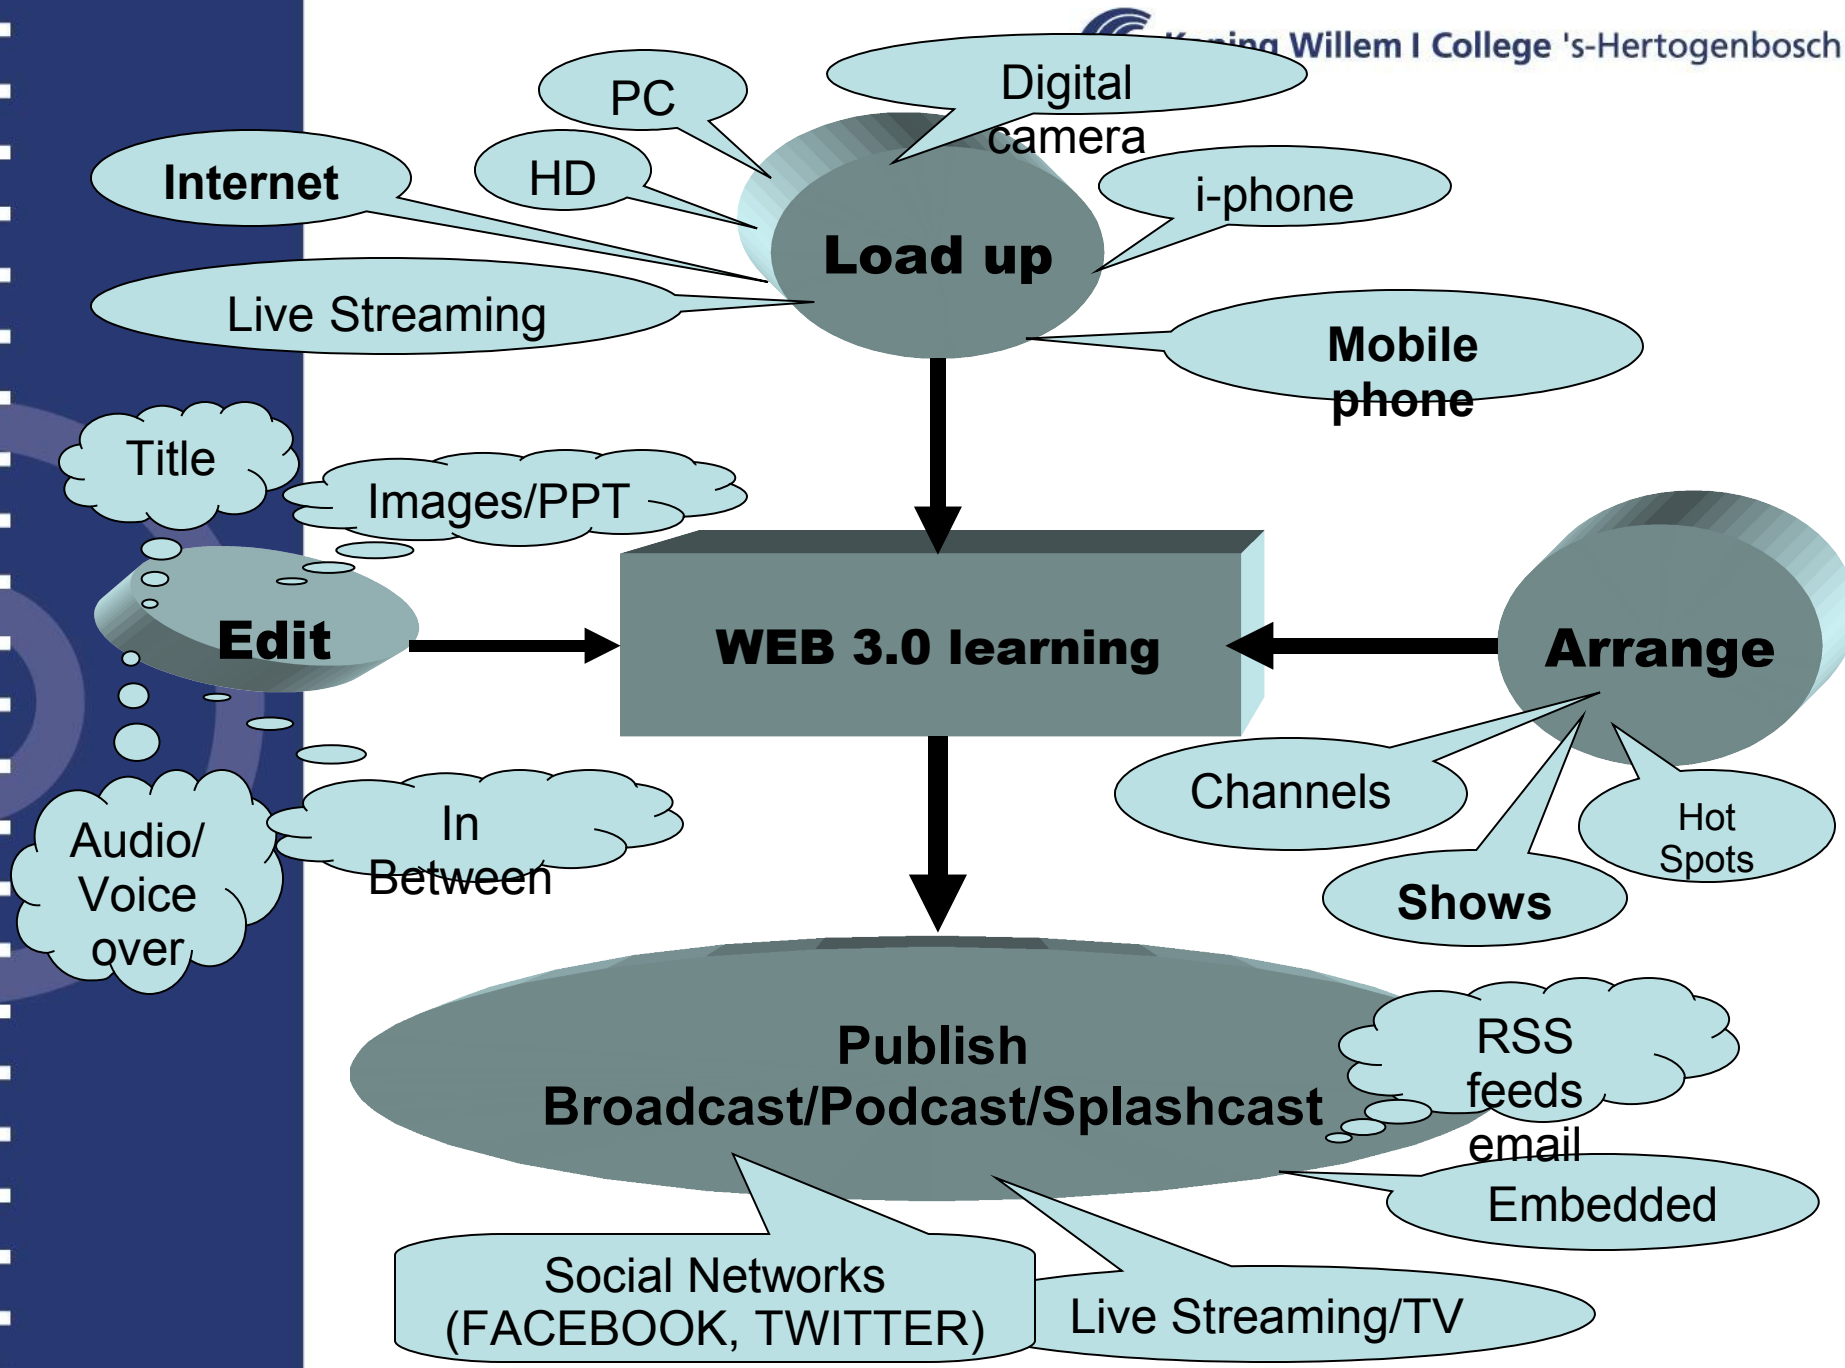 Koning Willem I College 's-Hertogenbosch
PC
Digital
camera
Internet
HD
i-phone
Load up
Live Streaming
Mobile
phone
Title
Images/PPT
Edit
WEB 3.0 learning
Arrange
Channels
Hot
Spots
Shows
Audio/
Voice
over
In
Between
Publish
Broadcast/Podcast/Splashcast
RSS
feeds
email
Embedded
Social Networks
(FACEBOOK, TWITTER)
Live Streaming/TV